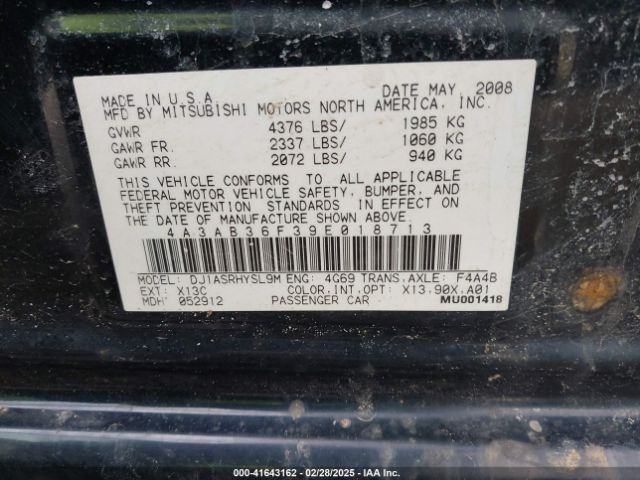 MADE IN U.S.A. DATE MAY, 2008
MFD BY MITSUBISHI MOTORS NORTH AMERICA, INC.
GVWR 4376 LBS/ 1985 KG
GAWR FR. 2337 LBS/ 1060 KG
GAWR RR. 2072 LBS/ 940 KG
THIS VEHICLE CONFORMS TO ALL APPLICABLE
FEDERAL MOTOR VEHICLE SAFETY, BUMPER, AND
THEFT PREVENTION STANDARDS IN EFFECT ON
THE DATE OF MANUFACTURE SHOWN ABOVE.
4A3AB36F39E018713
MODEL: DJ1ASRHYSL9M ENG: 4G69 TRANS.AXLE: F4A4B
EXT: X13C COLOR.INT.OPT: X13.90X.A01
MDH: 052912 PASSENGER CAR MU001418
000-41643162 - 02/28/2025 - IAA Inc.